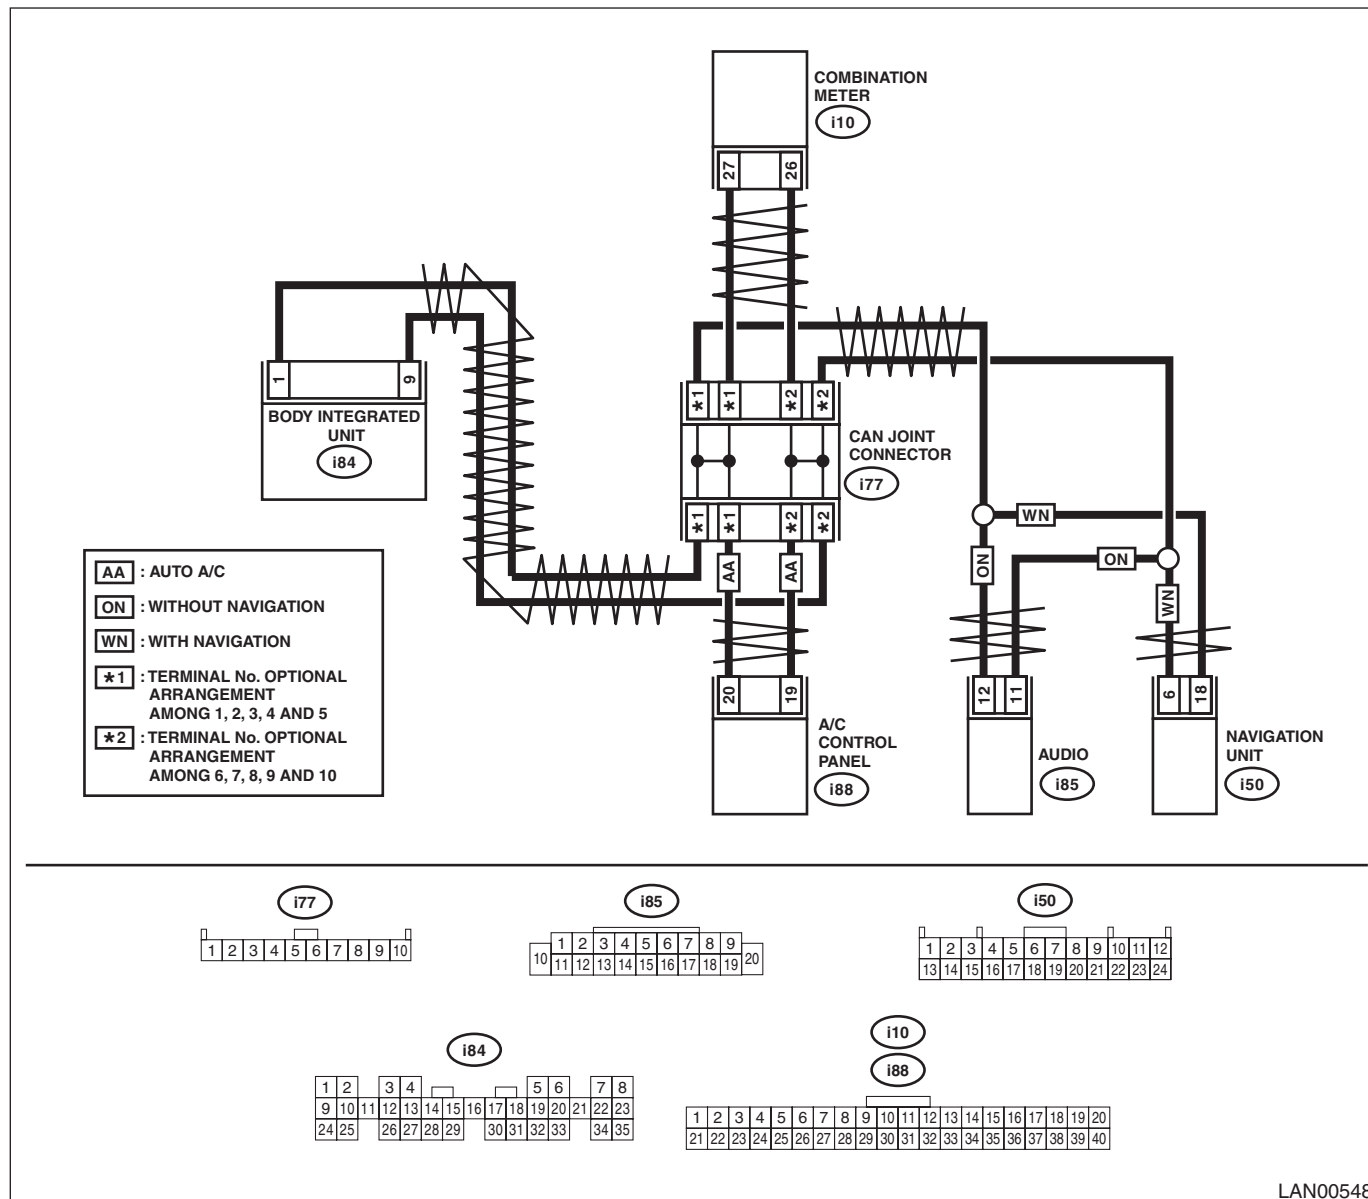 COMBINATION
METER
i10
27 26
1 9
BODY INTEGRATED
UNIT
i84
*1 *1 *2 *2
CAN JOINT
CONNECTOR
i77
*1 *1 *2 *2
WN
AA AA
ON
ON
WN
AA : AUTO A/C
ON : WITHOUT NAVIGATION
WN : WITH NAVIGATION
*1 : TERMINAL No. OPTIONAL
ARRANGEMENT
AMONG 1, 2, 3, 4 AND 5
*2 : TERMINAL No. OPTIONAL
ARRANGEMENT
AMONG 6, 7, 8, 9 AND 10
20 19
A/C
CONTROL
PANEL
i88
12 11
AUDIO
i85
6 18
NAVIGATION
UNIT
i50
i77
1 2 3 4 5 6 7 8 9 10
i85
1 2 3 4 5 6 7 8 9
10 20
11 12 13 14 15 16 17 18 19
i50
1 2 3 4 5 6 7 8 9 10 11 12
13 14 15 16 17 18 19 20 21 22 23 24
i84
1 2 3 4 5 6 7 8
9 10 11 12 13 14 15 16 17 18 19 20 21 22 23
24 25 26 27 28 29 30 31 32 33 34 35
i10
i88
1 2 3 4 5 6 7 8 9 10 11 12 13 14 15 16 17 18 19 20
21 22 23 24 25 26 27 28 29 30 31 32 33 34 35 36 37 38 39 40
LAN00548